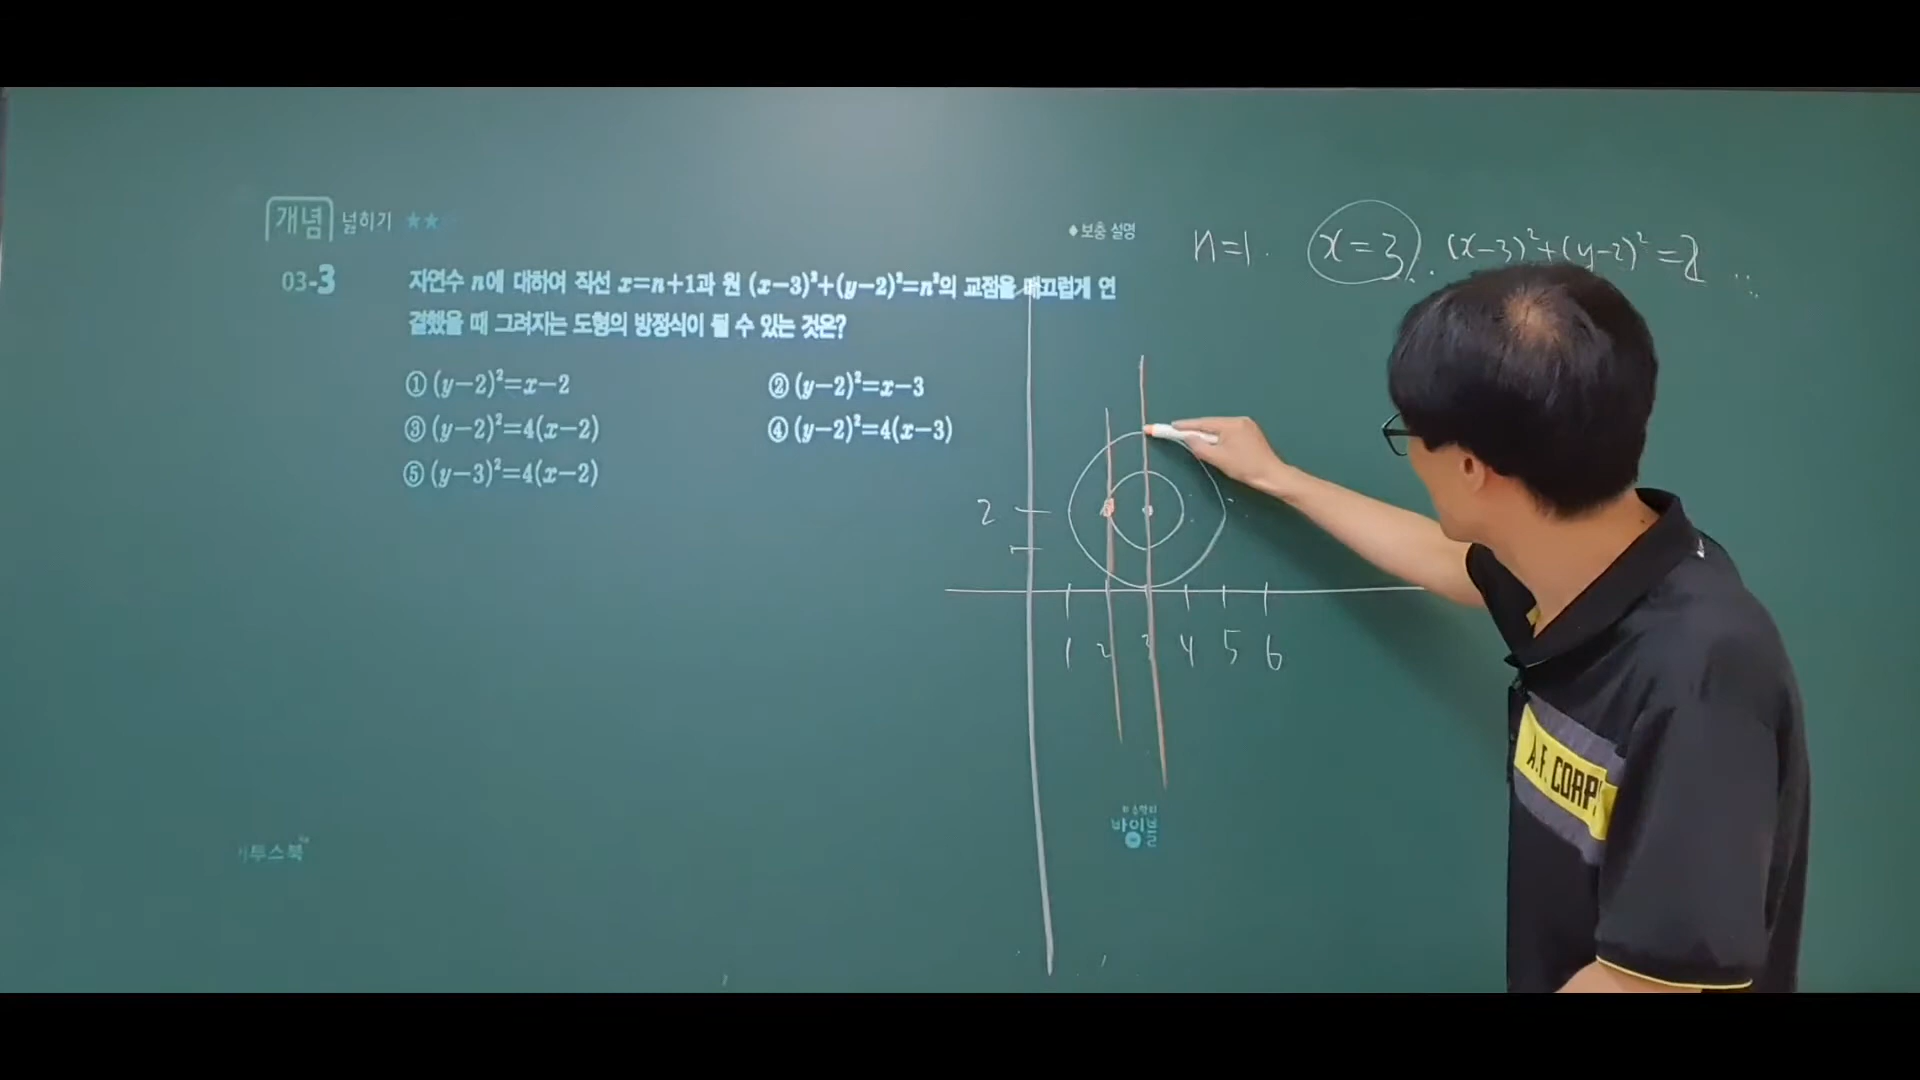 개념 넓히기 ★★☆
◆보충 설명
03-3 자연수 n에 대하여 직선 x=n+1과 원 (x-3)²+(y-2)²=n²의 교점을 매끄럽게 연
결했을 때 그려지는 도형의 방정식이 될 수 있는 것은?
① (y-2)²=x-2 ② (y-2)²=x-3
③ (y-2)²=4(x-2) ④ (y-2)²=4(x-3)
⑤ (y-3)²=4(x-2)
n=1. x=3. (x-3)²+(y-2)²=2
2
1 2 3 4 5 6
바이블
이투스북
A.F. CORP